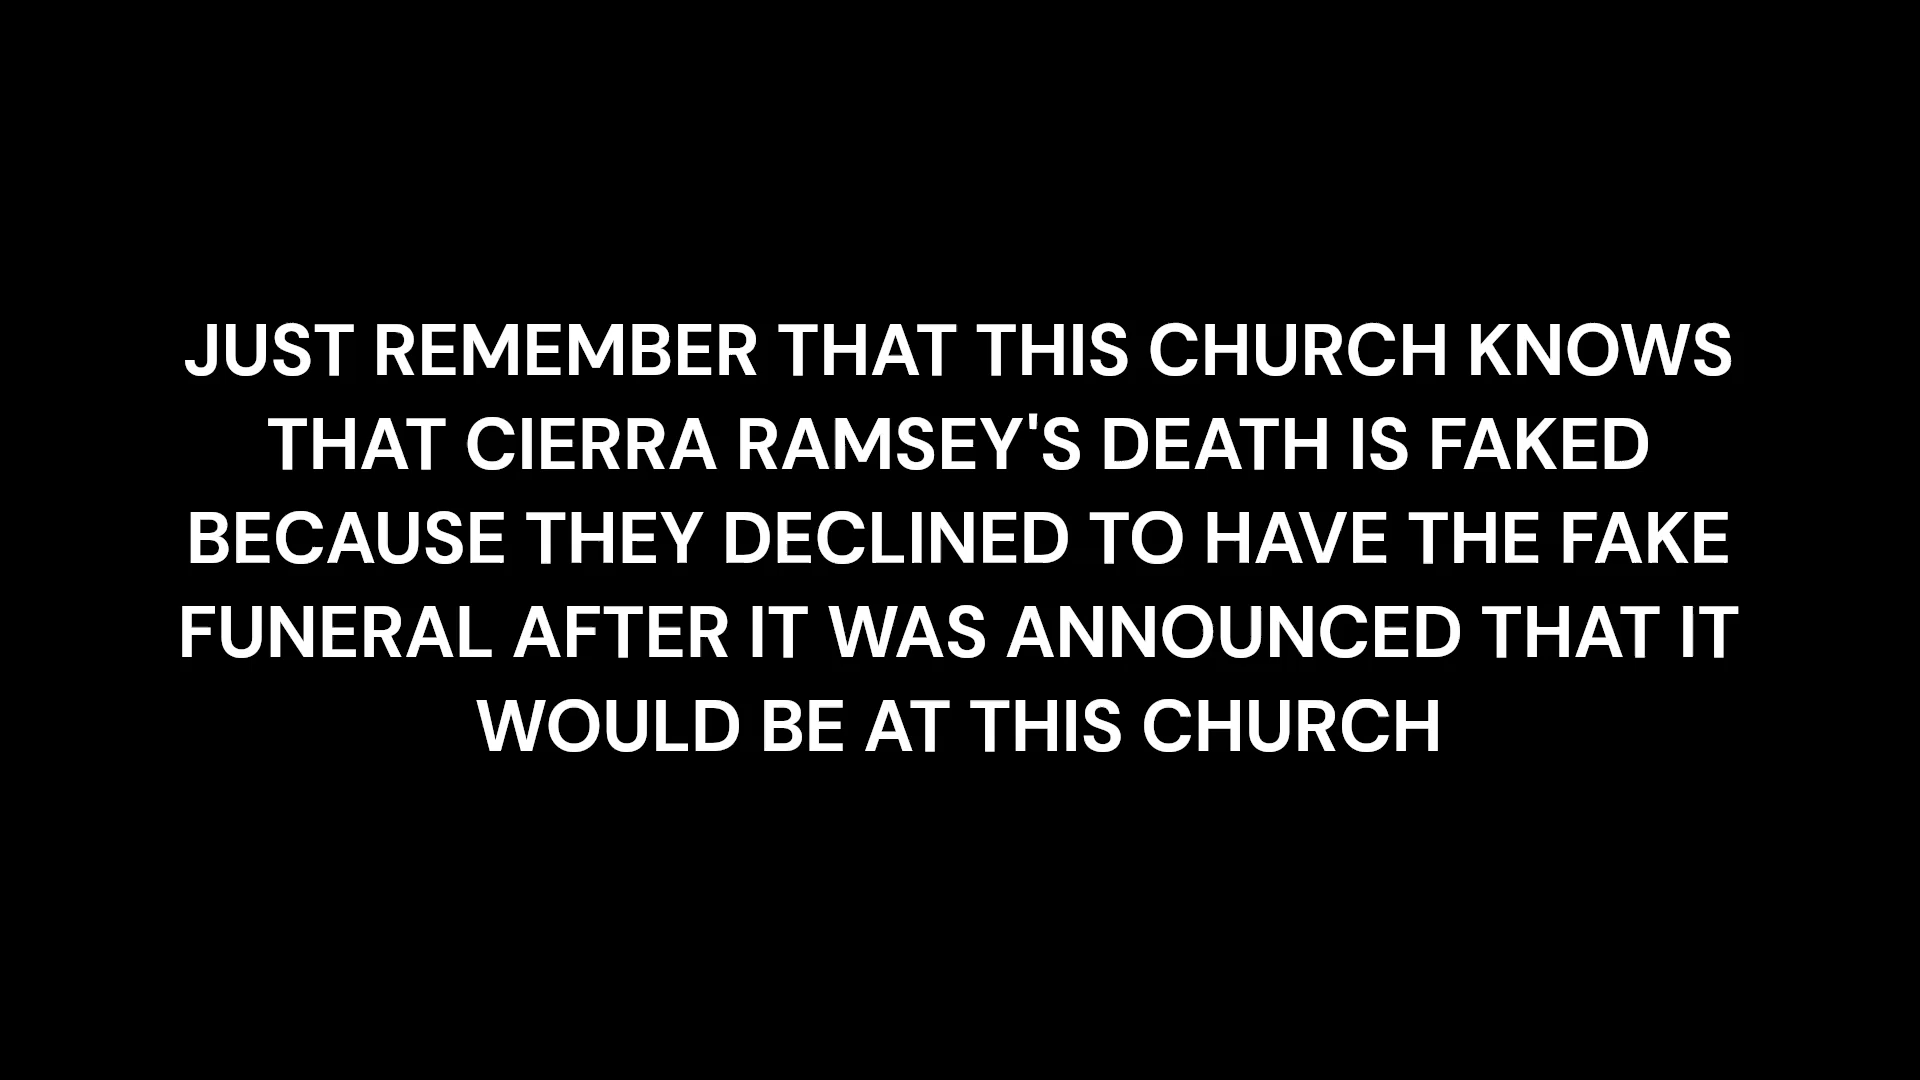 JUST REMEMBER THAT THIS CHURCH KNOWS
THAT CIERRA RAMSEY'S DEATH IS FAKED
BECAUSE THEY DECLINED TO HAVE THE FAKE
FUNERAL AFTER IT WAS ANNOUNCED THAT IT
WOULD BE AT THIS CHURCH